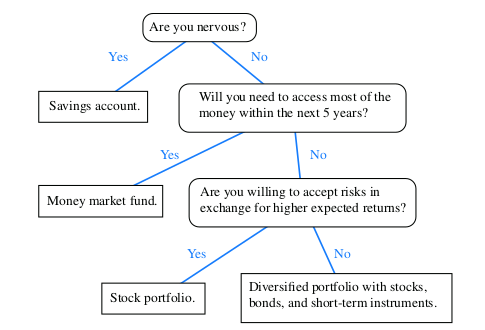 Are you nervous?
Yes
No
Savings account.
Will you need to access most of the
money within the next 5 years?
Yes
No
Money market fund.
Are you willing to accept risks in
exchange for higher expected returns?
Yes
No
Stock portfolio.
Diversified portfolio with stocks,
bonds, and short-term instruments.